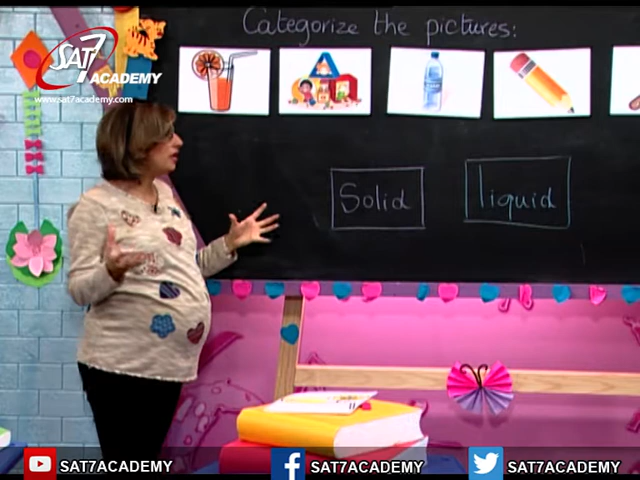 Categorize the pictures:
SAT7
ACADEMY
www.sat7academy.com
Solid
liquid
SAT7ACADEMY
SAT7ACADEMY
SAT7ACADEMY